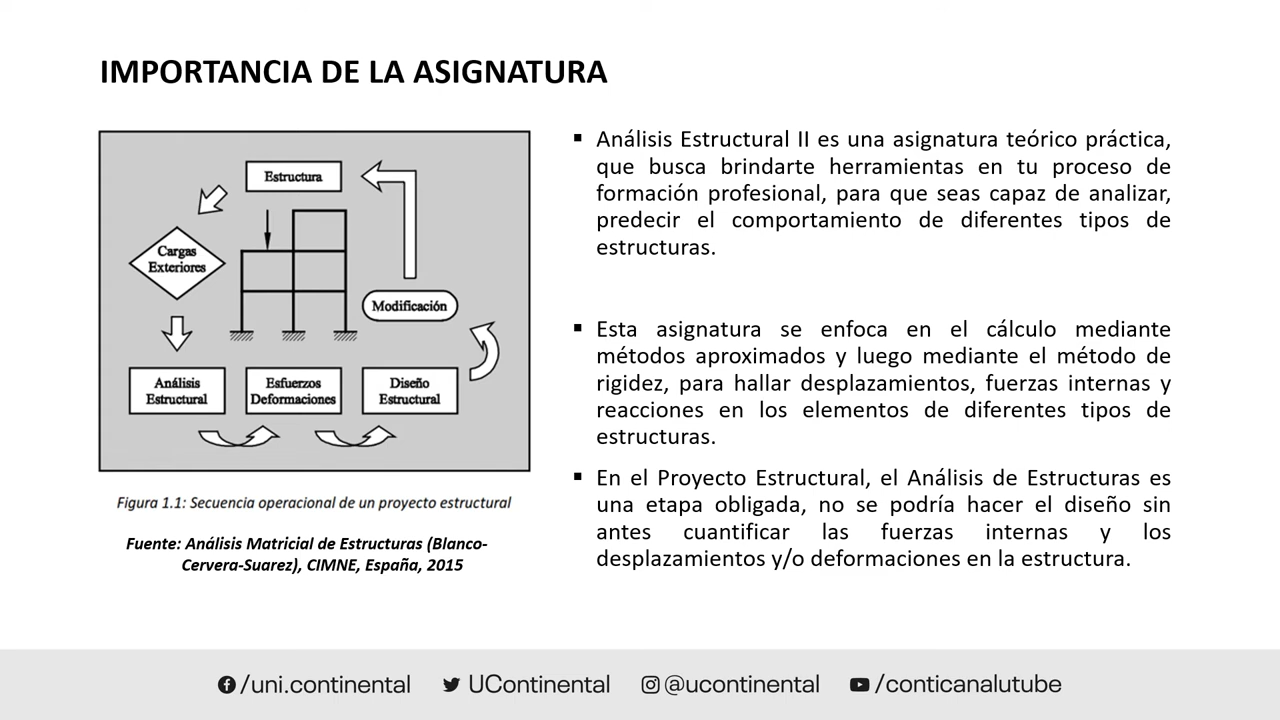 IMPORTANCIA DE LA ASIGNATURA
Estructura
Cargas
Exteriores
Modificación
Análisis
Estructural
Esfuerzos
Deformaciones
Diseño
Estructural
Figura 1.1: Secuencia operacional de un proyecto estructural
Fuente: Análisis Matricial de Estructuras (Blanco-
Cervera-Suarez), CIMNE, España, 2015
▪ Análisis Estructural II es una asignatura teórico práctica,
que busca brindarte herramientas en tu proceso de
formación profesional, para que seas capaz de analizar,
predecir el comportamiento de diferentes tipos de
estructuras.
▪ Esta asignatura se enfoca en el cálculo mediante
métodos aproximados y luego mediante el método de
rigidez, para hallar desplazamientos, fuerzas internas y
reacciones en los elementos de diferentes tipos de
estructuras.
▪ En el Proyecto Estructural, el Análisis de Estructuras es
una etapa obligada, no se podría hacer el diseño sin
antes cuantificar las fuerzas internas y los
desplazamientos y/o deformaciones en la estructura.
/uni.continental UContinental @ucontinental /conticanalutube